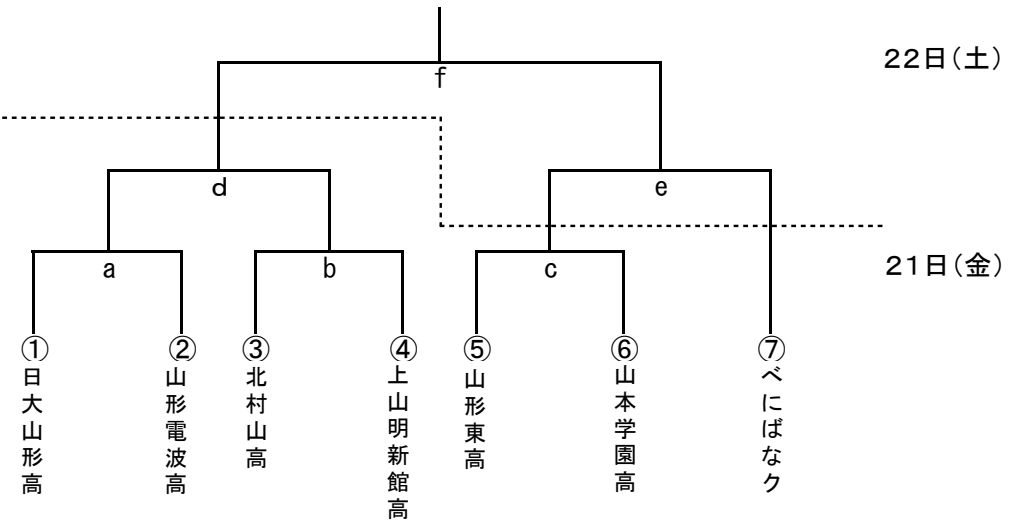 22日(土)
f
d
e
21日(金)
a
b
c
①
②
③
④
⑤
⑥
⑦
日大山形高
山形電波高
北村山高
上山明新館高
山形東高
山本学園高
べにばなク